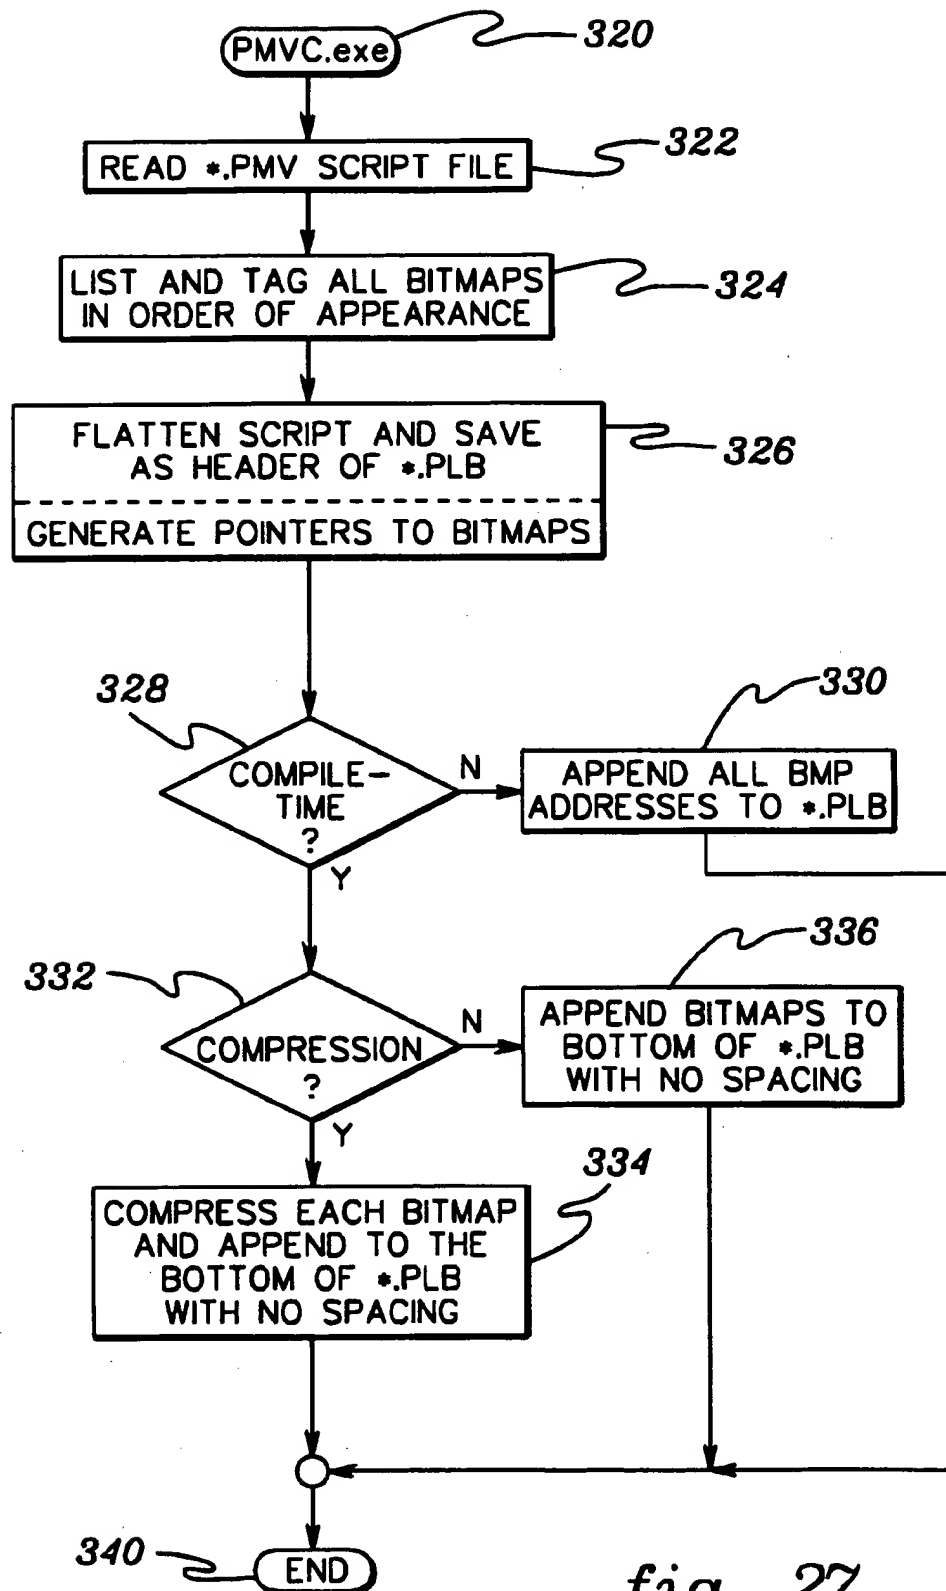 PMVC.exe
320
READ *.PMV SCRIPT FILE
322
LIST AND TAG ALL BITMAPS
IN ORDER OF APPEARANCE
324
FLATTEN SCRIPT AND SAVE
AS HEADER OF *.PLB
GENERATE POINTERS TO BITMAPS
326
328
COMPILE-
TIME
?
N
Y
330
APPEND ALL BMP
ADDRESSES TO *.PLB
332
COMPRESSION
?
N
Y
336
APPEND BITMAPS TO
BOTTOM OF *.PLB
WITH NO SPACING
334
COMPRESS EACH BITMAP
AND APPEND TO THE
BOTTOM OF *.PLB
WITH NO SPACING
340
END
fig. 27